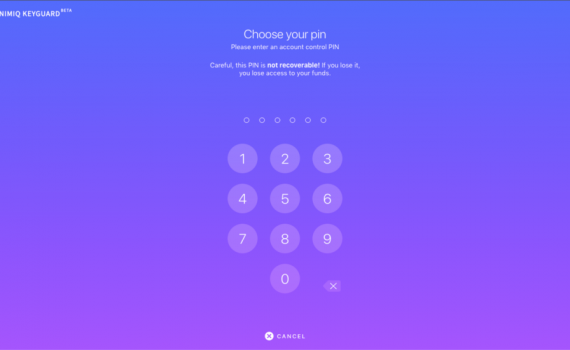 NIMIQ KEYGUARD BETA
Choose your pin
Please enter an account control PIN
Careful, this PIN is not recoverable! If you lose it,
you lose access to your funds.
1 2 3
4 5 6
7 8 9
0
CANCEL